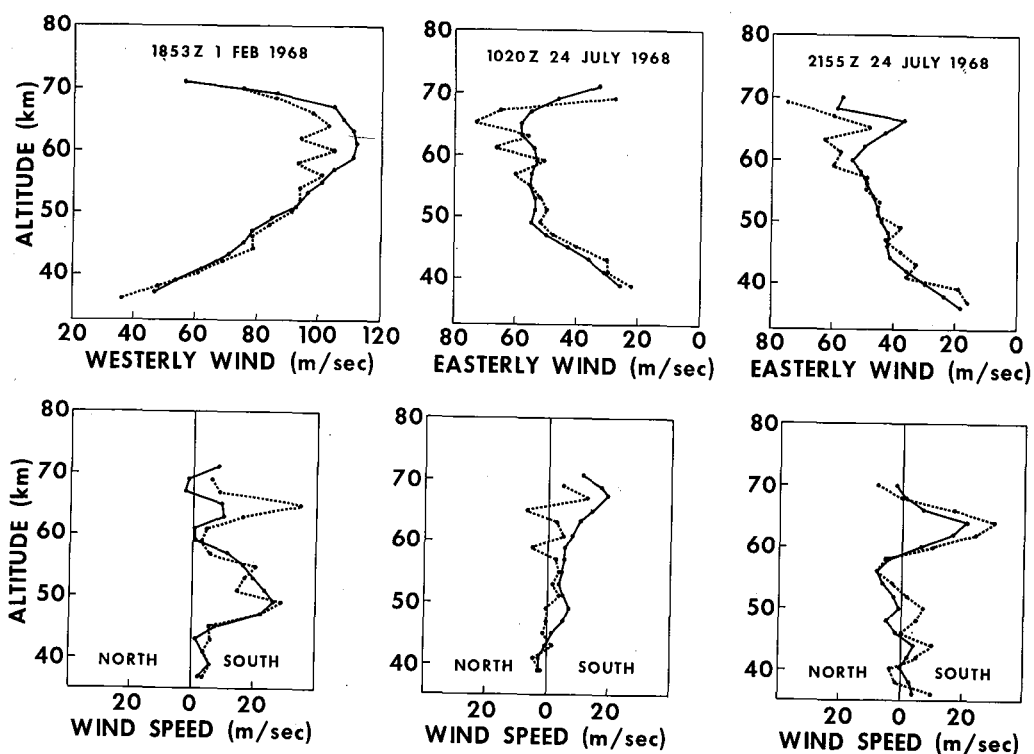 80
70
60
50
40
ALTITUDE (km)
1853Z 1 FEB 1968
20 40 60 80 100 120
WESTERLY WIND (m/sec)
80
70
60
50
40
1020Z 24 JULY 1968
80 60 40 20 0
EASTERLY WIND (m/sec)
80
70
60
50
40
2155Z 24 JULY 1968
80 60 40 20 0
EASTERLY WIND (m/sec)
80
70
60
50
40
ALTITUDE (km)
NORTH SOUTH
20 0 20
WIND SPEED (m/sec)
80
70
60
50
40
NORTH SOUTH
20 0 20
WIND SPEED (m/sec)
80
70
60
50
40
NORTH SOUTH
20 0 20
WIND SPEED (m/sec)